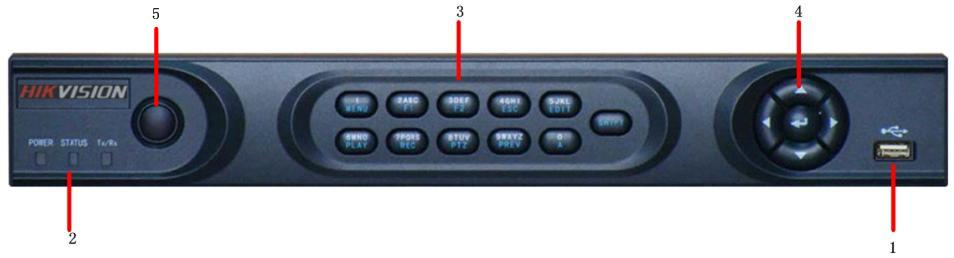 5
3
4
HIKVISION
1 2ABC 3DEF 4GHI 5JKL
MENU F1 F2 ESC EDIT
SHIFT
POWER STATUS Tx/Rx
6MNO 7PQRS 8TUV 9WXYZ 0
PLAY REC PTZ PREV A
2
1